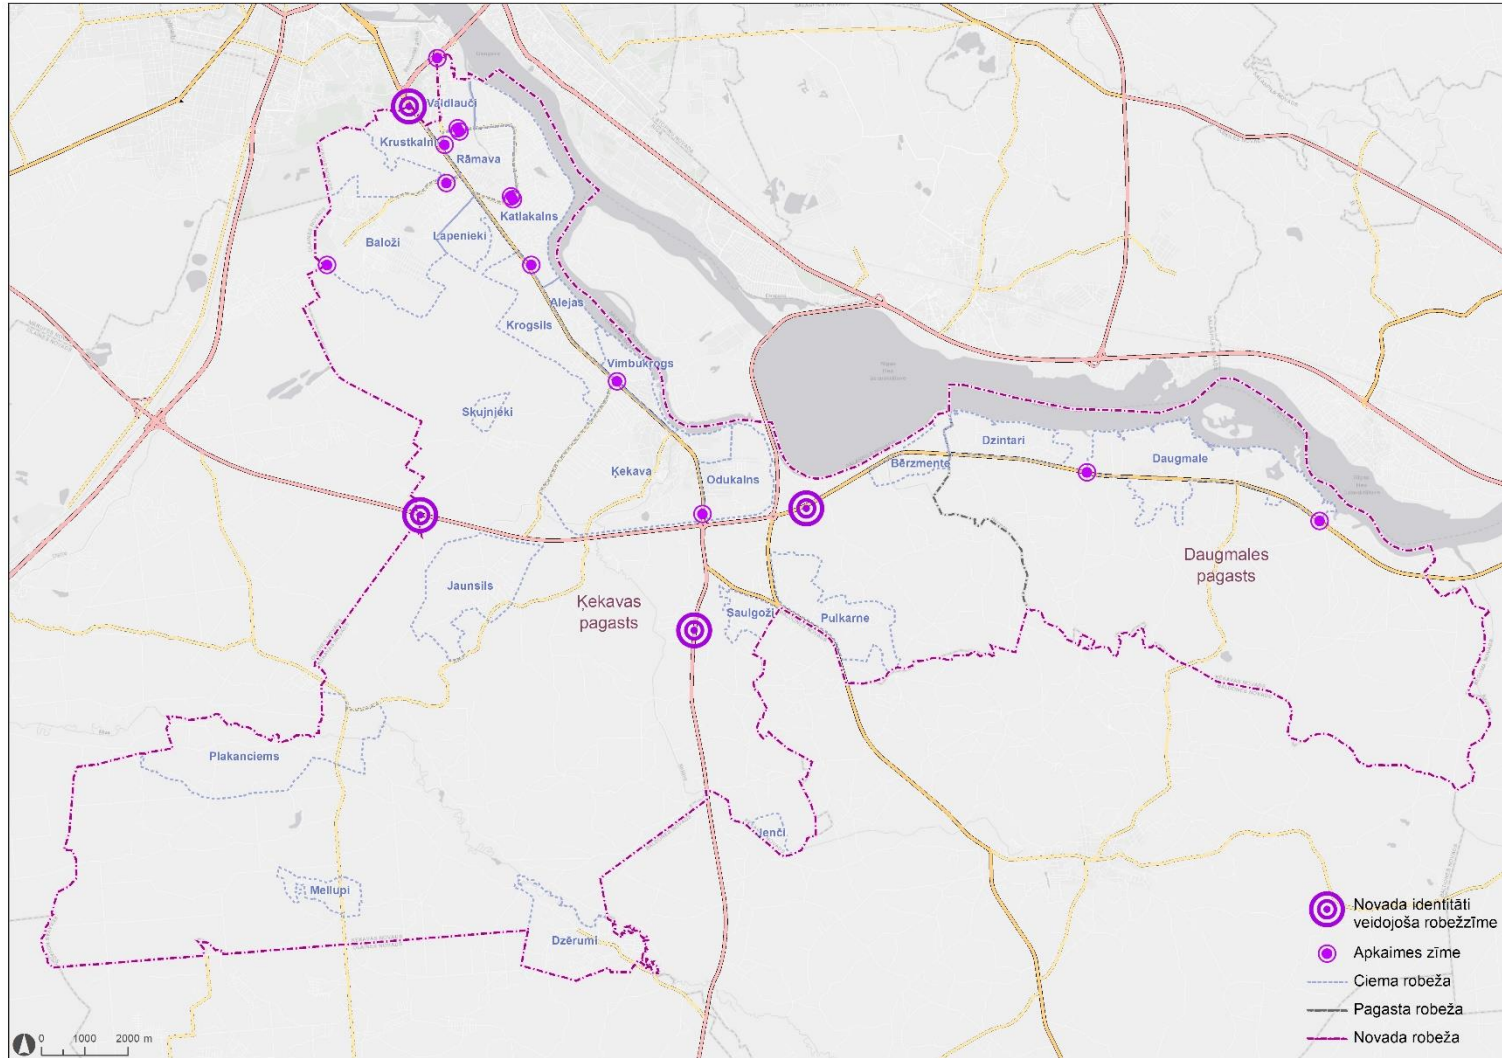 Valdlauči
Krustkalni
Rāmava
Katlakalns
Baloži
Lapenieki
Alejas
Krogsils
Vimbukrogs
Skujnieki
Ķekava
Odukalns
Bērzmente
Dzintari
Daugmale
Daugmales
pagasts
Jaunsils
Ķekavas
pagasts
Saulgoži
Pulkarne
Plakanciems
Jenči
Mellupi
Dzērumi
Novada identitāti
veidojoša robežzīme
Apkaimes zīme
Ciema robeža
Pagasta robeža
Novada robeža
0 1000 2000 m